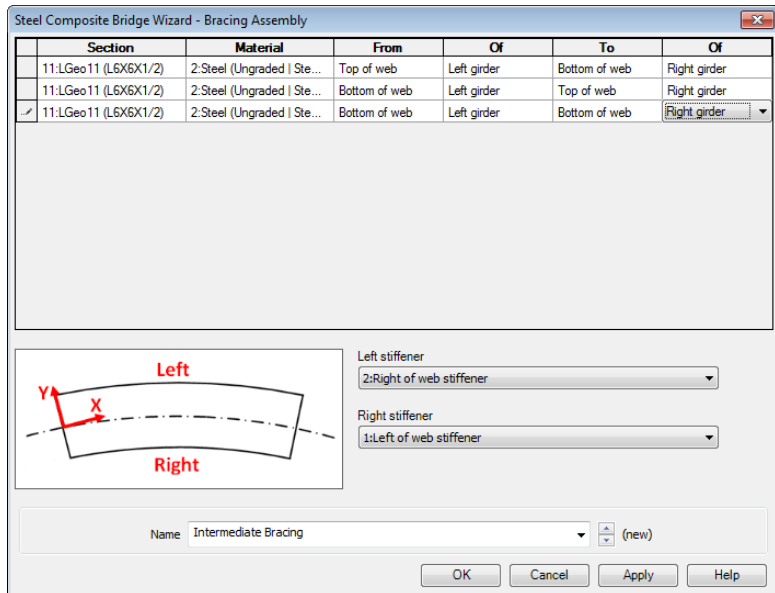 Steel Composite Bridge Wizard - Bracing Assembly
Section Material From Of To Of
11:LGeo11 (L6X6X1/2) 2:Steel (Ungraded | Ste... Top of web Left girder Bottom of web Right girder
11:LGeo11 (L6X6X1/2) 2:Steel (Ungraded | Ste... Bottom of web Left girder Top of web Right girder
11:LGeo11 (L6X6X1/2) 2:Steel (Ungraded | Ste... Bottom of web Left girder Bottom of web Right girder
Left
Y
X
Right
Left stiffener
2:Right of web stiffener
Right stiffener
1:Left of web stiffener
Name Intermediate Bracing (new)
OK Cancel Apply Help